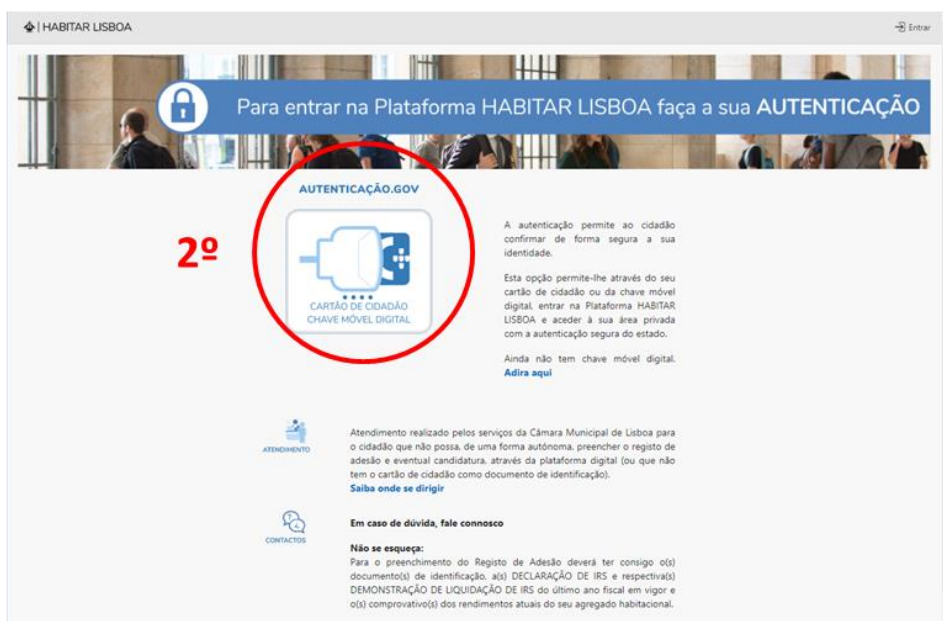 | HABITAR LISBOA
Entrar
Para entrar na Plataforma HABITAR LISBOA faça a sua AUTENTICAÇÃO
AUTENTICAÇÃO.GOV
2º
CARTÃO DE CIDADÃO
CHAVE MÓVEL DIGITAL
A autenticação permite ao cidadão
confirmar de forma segura a sua
identidade.
Esta opção permite-lhe através do seu
cartão de cidadão ou da chave móvel
digital, entrar na Plataforma HABITAR
LISBOA e aceder à sua área privada
com a autenticação segura do estado.
Ainda não tem chave móvel digital.
Adira aqui
ATENDIMENTO
Atendimento realizado pelos serviços da Câmara Municipal de Lisboa para
o cidadão que não possa, de uma forma autónoma, preencher o registo de
adesão e eventual candidatura, através da plataforma digital (ou que não
tem o cartão de cidadão como documento de identificação).
Saiba onde se dirigir
CONTACTOS
Em caso de dúvida, fale connosco
Não se esqueça:
Para o preenchimento do Registo de Adesão deverá ter consigo o(s)
documento(s) de identificação, a(s) DECLARAÇÃO DE IRS e respectiva(s)
DEMONSTRAÇÃO DE LIQUIDAÇÃO DE IRS do último ano fiscal em vigor e
o(s) comprovativo(s) dos rendimentos atuais do seu agregado habitacional.